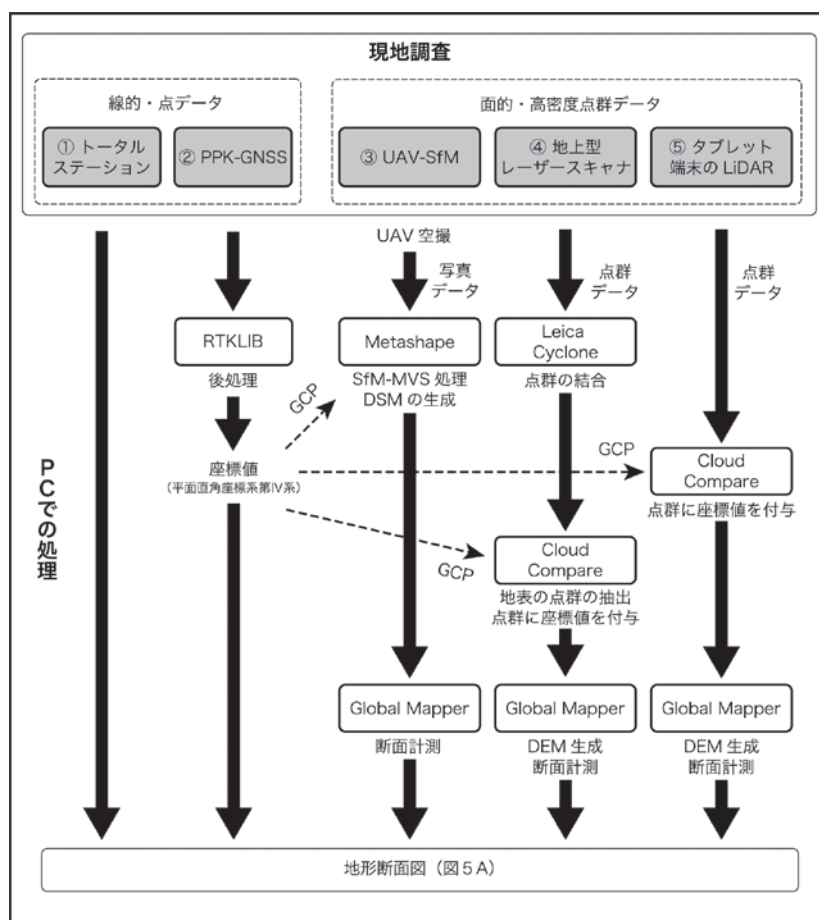 現地調査
線的・点データ
面的・高密度点群データ
① トータル
ステーション
② PPK-GNSS
③ UAV-SfM
④ 地上型
レーザースキャナ
⑤ タブレット
端末の LiDAR
UAV 空撮
写真
データ
点群
データ
点群
データ
RTKLIB
後処理
Metashape
SfM-MVS 処理
DSM の生成
Leica
Cyclone
点群の結合
GCP
座標値
(平面直角座標系第Ⅳ系)
GCP
Cloud
Compare
点群に座標値を付与
PCでの処理
GCP
Cloud
Compare
地表の点群の抽出
点群に座標値を付与
Global Mapper
断面計測
Global Mapper
DEM 生成
断面計測
Global Mapper
DEM 生成
断面計測
地形断面図（図５A）